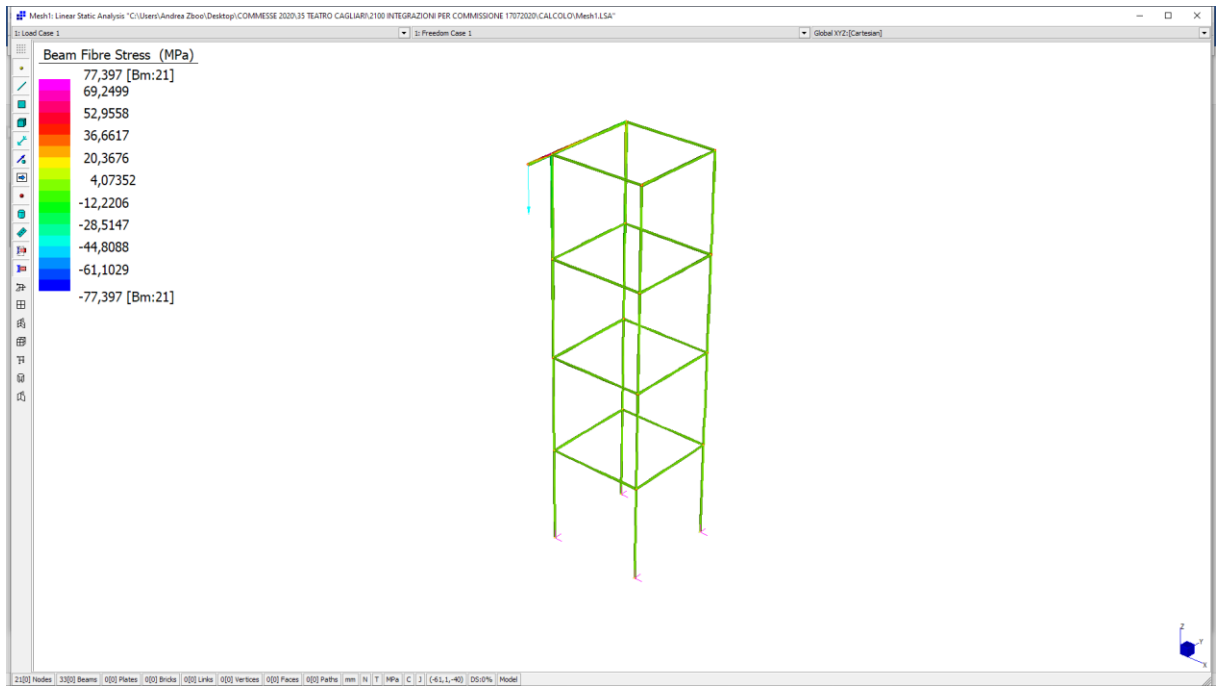 Mesh1: Linear Static Analysis "C:\Users\Andrea Zboo\Desktop\COMMESSE 2020\35 TEATRO CAGLIARI\2100 INTEGRAZIONI PER COMMISSIONE 17072020\CALCOLO\Mesh1.LSA"
1: Load Case 1 1: Freedom Case 1 Global XYZ:[Cartesian]
Beam Fibre Stress (MPa)
77,397 [Bm:21]
69,2499
52,9558
36,6617
20,3676
4,07352
-12,2206
-28,5147
-44,8088
-61,1029
-77,397 [Bm:21]
Z
Y
X
21[0] Nodes 33[0] Beams 0[0] Plates 0[0] Bricks 0[0] Links 0[0] Vertices 0[0] Faces 0[0] Paths mm N T MPa C J (-61,1,-40) DS:0% Model